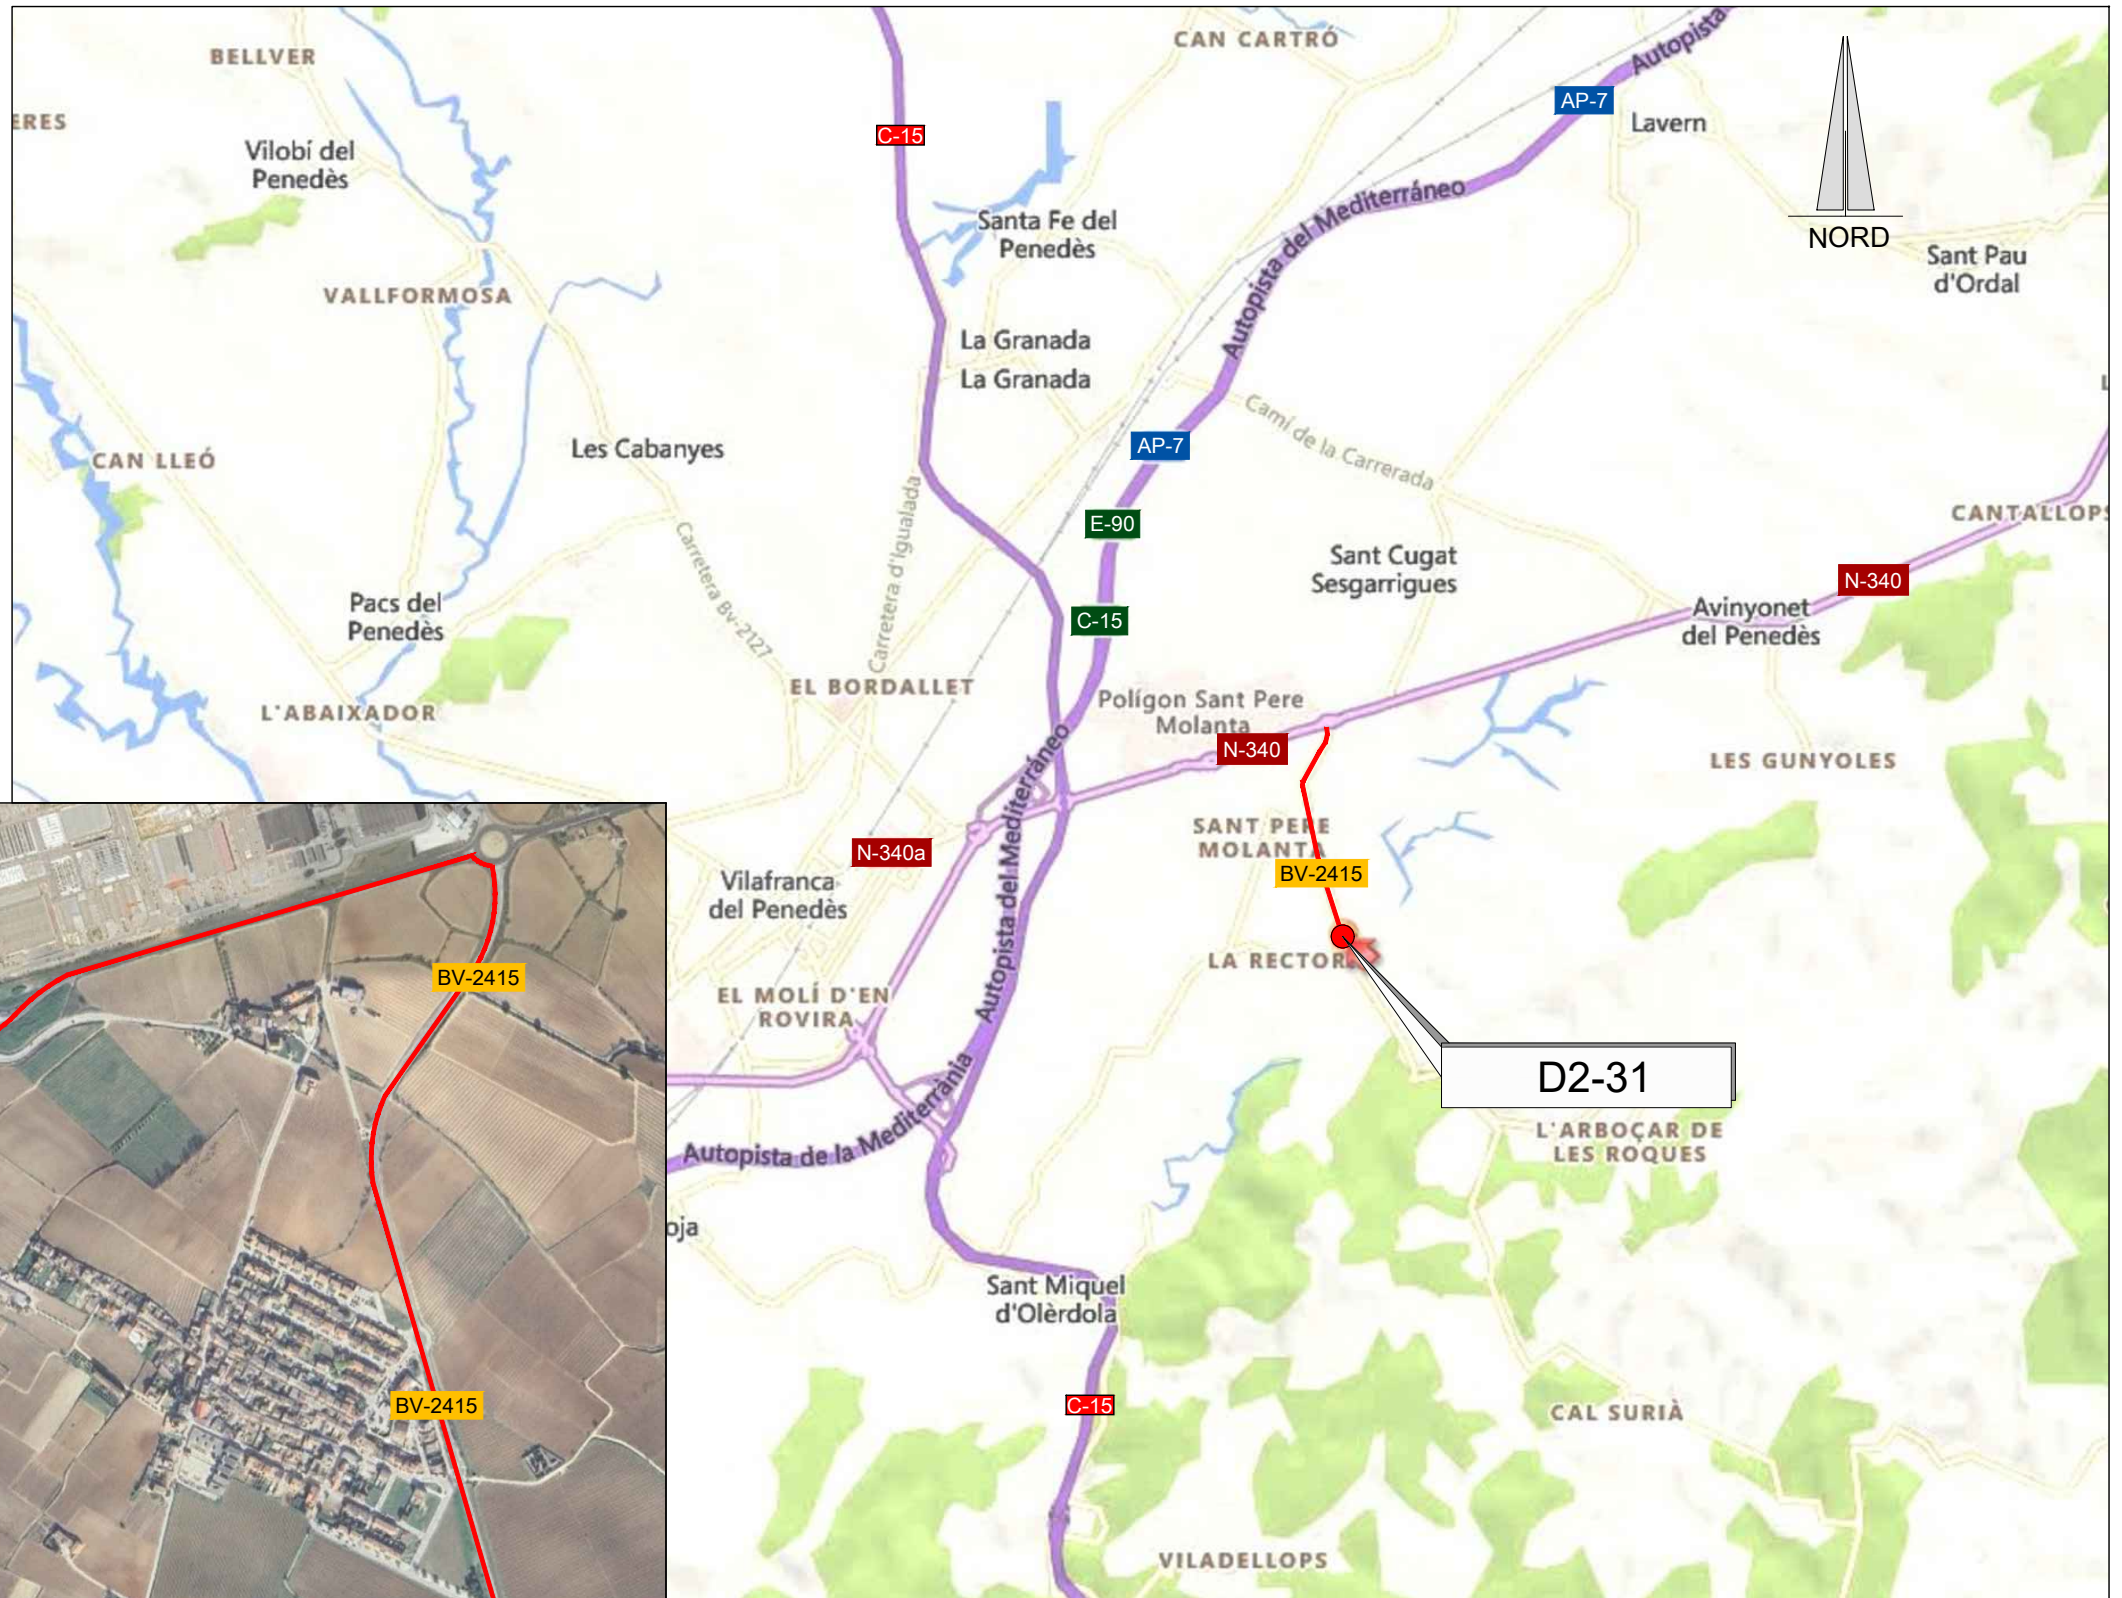 BELLVER
CAN CARTRÓ
Autopista
AP-7
ERES
C-15
Lavern
Vilobí del
Penedès
Autopista del Mediterráneo
Santa Fe del
Penedès
NORD
Sant Pau
d'Ordal
VALLFORMOSA
La Granada
La Granada
Camí de la Carrerada
AP-7
Les Cabanyes
CAN LLEÓ
Carretera d'Igualada
E-90
CANTALLOPS
Carretera Bv-2127
Sant Cugat
Sesgarrigues
N-340
Pacs del
Penedès
C-15
Avinyonet
del Penedès
EL BORDALLET
L'ABAIXADOR
Polígon Sant Pere
Molanta
N-340
LES GUNYOLES
Autopista del Mediterráneo
SANT PERE
MOLANTA
N-340a
BV-2415
Vilafranca
del Penedès
LA RECTOR
BV-2415
EL MOLÍ D'EN
ROVIRA
D2-31
Autopista de la Mediterrània
L'ARBOÇAR DE
LES ROQUES
oja
Sant Miquel
d'Olèrdola
BV-2415
C-15
CAL SURIÀ
VILADELLOPS